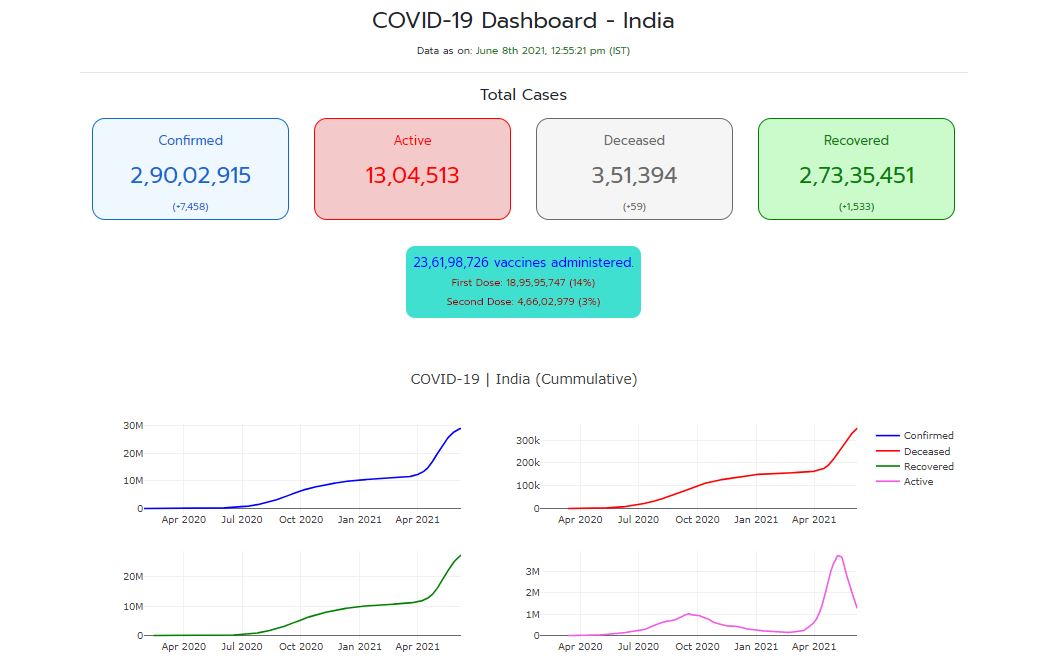 COVID-19 Dashboard - India
Data as on: June 8th 2021, 12:55:21 pm (IST)
Total Cases
Confirmed
2,90,02,915
(+7,458)
Active
13,04,513
Deceased
3,51,394
(+59)
Recovered
2,73,35,451
(+1,533)
23,61,98,726 vaccines administered.
First Dose: 18,95,95,747 (14%)
Second Dose: 4,66,02,979 (3%)
COVID-19 | India (Cummulative)
30M
20M
10M
0
Apr 2020 Jul 2020 Oct 2020 Jan 2021 Apr 2021
300k
200k
100k
0
Apr 2020 Jul 2020 Oct 2020 Jan 2021 Apr 2021
Confirmed
Deceased
Recovered
Active
20M
10M
0
Apr 2020 Jul 2020 Oct 2020 Jan 2021 Apr 2021
3M
2M
1M
0
Apr 2020 Jul 2020 Oct 2020 Jan 2021 Apr 2021